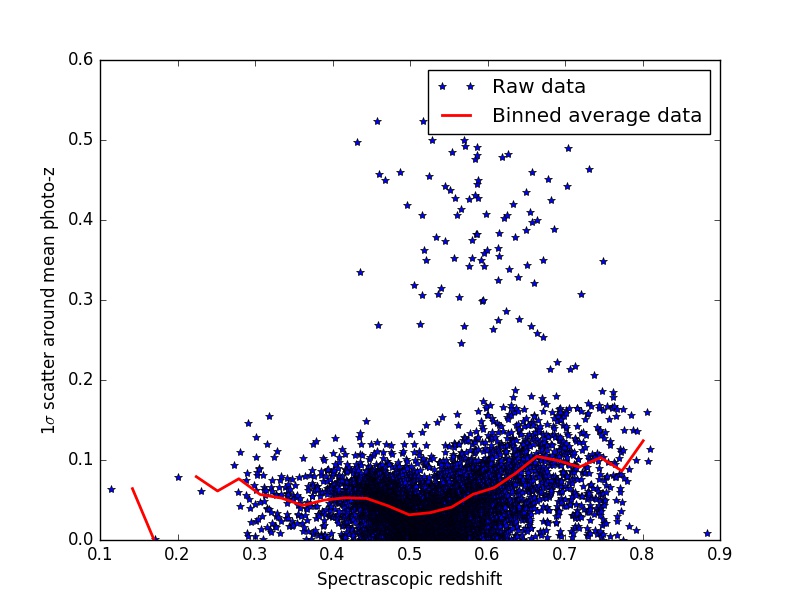 0.6
0.5
0.4
0.3
0.2
0.1
0.0
1σ scatter around mean photo-z
Raw data
Binned average data
0.1 0.2 0.3 0.4 0.5 0.6 0.7 0.8 0.9
Spectrascopic redshift